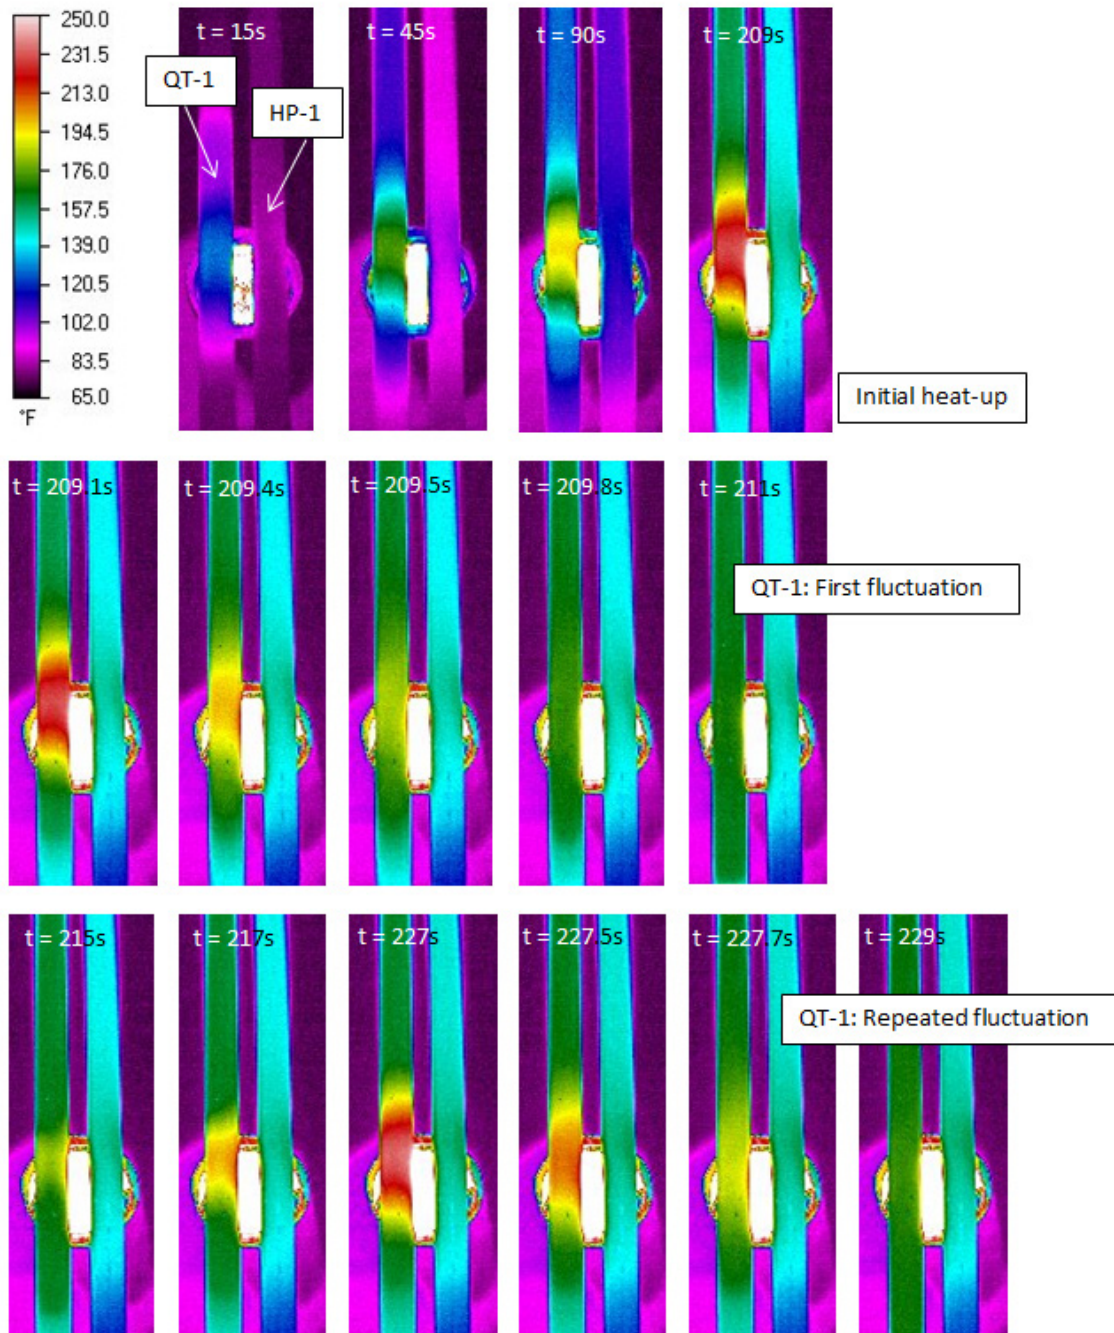 250.0
231.5
213.0
194.5
176.0
157.5
139.0
120.5
102.0
83.5
65.0
°F
t = 15s
t = 45s
t = 90s
t = 209s
QT-1
HP-1
Initial heat-up
t = 209.1s
t = 209.4s
t = 209.5s
t = 209.8s
t = 211s
QT-1: First fluctuation
t = 215s
t = 217s
t = 227s
t = 227.5s
t = 227.7s
t = 229s
QT-1: Repeated fluctuation